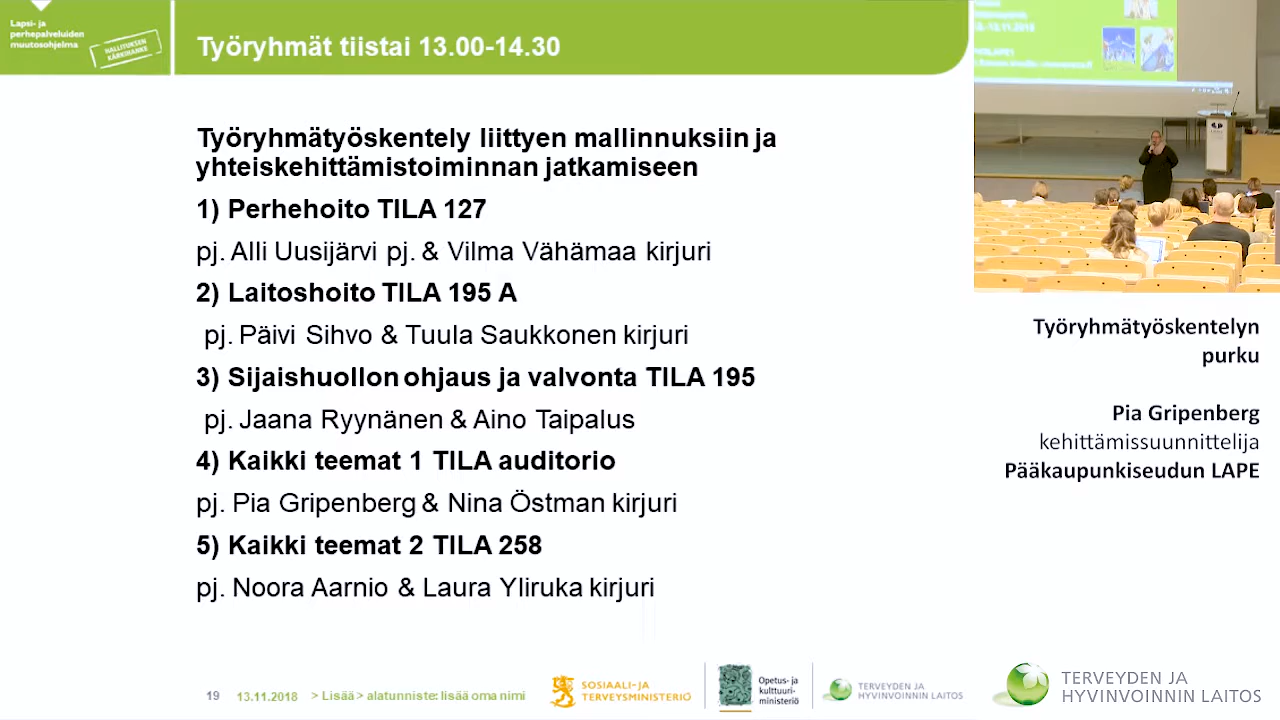 Lapsi- ja
perhepalveluiden
muutosohjelma
HALLITUKSEN
KÄRKIHANKE
Työryhmät tiistai 13.00-14.30
Työryhmätyöskentely liittyen mallinnuksiin ja
yhteiskehittämistoiminnan jatkamiseen
1) Perhehoito TILA 127
pj. Alli Uusijärvi pj. & Vilma Vähämaa kirjuri
2) Laitoshoito TILA 195 A
pj. Päivi Sihvo & Tuula Saukkonen kirjuri
3) Sijaishuollon ohjaus ja valvonta TILA 195
pj. Jaana Ryynänen & Aino Taipalus
4) Kaikki teemat 1 TILA auditorio
pj. Pia Gripenberg & Nina Östman kirjuri
5) Kaikki teemat 2 TILA 258
pj. Noora Aarnio & Laura Yliruka kirjuri
Työryhmätyöskentelyn
purku
Pia Gripenberg
kehittämissuunnittelija
Pääkaupunkiseudun LAPE
19 13.11.2018 > Lisää > alatunniste: lisää oma nimi
SOSIAALI- JA
TERVEYSMINISTERIÖ
Opetus- ja
kulttuuri-
ministeriö
TERVEYDEN JA
HYVINVOINNIN LAITOS
TERVEYDEN JA
HYVINVOINNIN LAITOS